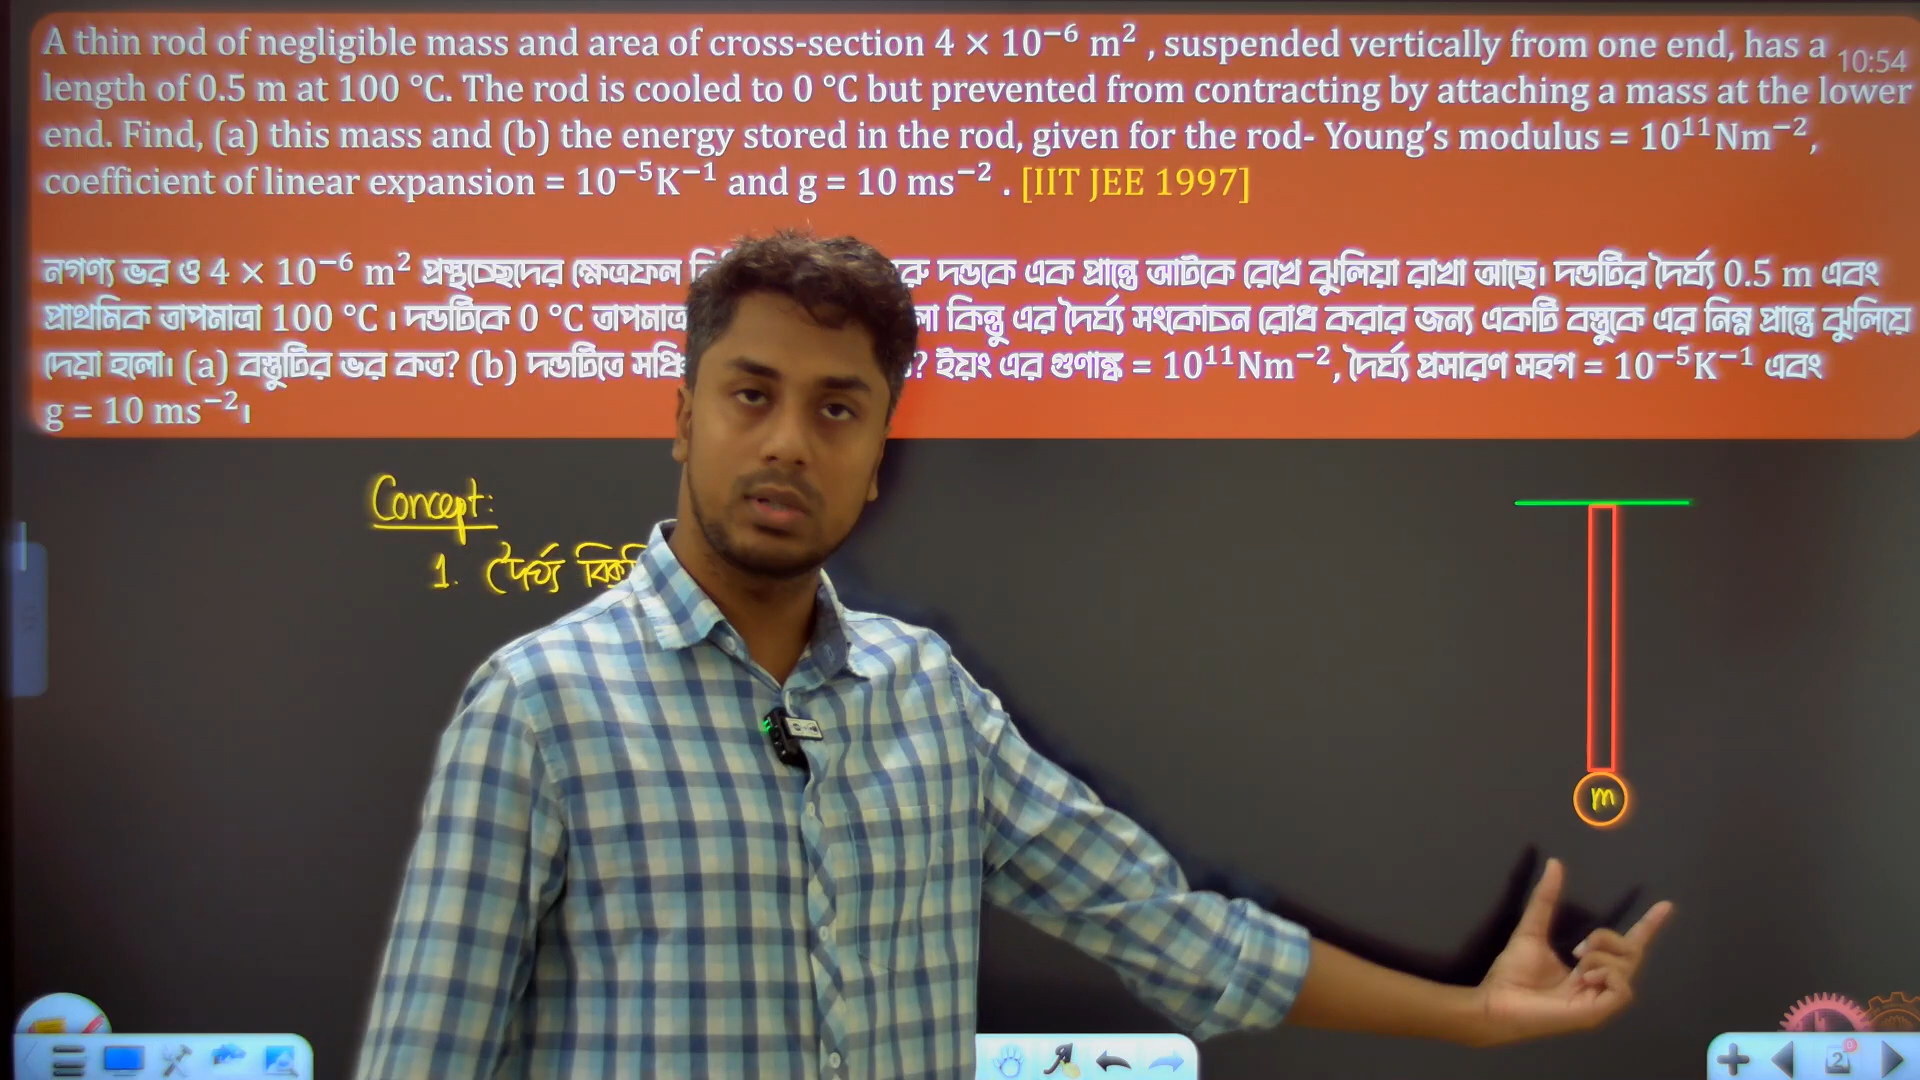 A thin rod of negligible mass and area of cross-section 4 × 10⁻⁶ m² , suspended vertically from one end, has a
10:54
length of 0.5 m at 100 °C. The rod is cooled to 0 °C but prevented from contracting by attaching a mass at the lower
end. Find, (a) this mass and (b) the energy stored in the rod, given for the rod- Young's modulus = 10¹¹Nm⁻²,
coefficient of linear expansion = 10⁻⁵K⁻¹ and g = 10 ms⁻² . [IIT JEE 1997]
নগণ্য ভর ও 4 × 10⁻⁶ m² প্রস্থচ্ছেদের ক্ষেত্রফল দন্ডকে এক প্রান্তে আটকে রেখে ঝুলিয়া রাখা আছে। দন্ডটির দৈর্ঘ্য 0.5 m এবং
প্রাথমিক তাপমাত্রা 100 °C । দন্ডটিকে 0 °C কিন্তু এর দৈর্ঘ্য সংকোচন রোধ করার জন্য একটি বস্তুকে এর নিম্ন প্রান্তে ঝুলিয়ে
দেয়া হলো। (a) বস্তুটির ভর কত? (b) দন্ডটিতে ? ইয়ং এর গুণাঙ্ক = 10¹¹Nm⁻², দৈর্ঘ্য প্রসারণ সহগ = 10⁻⁵K⁻¹ এবং
g = 10 ms⁻²।
Concept:
1. দৈর্ঘ্য
m
2
0